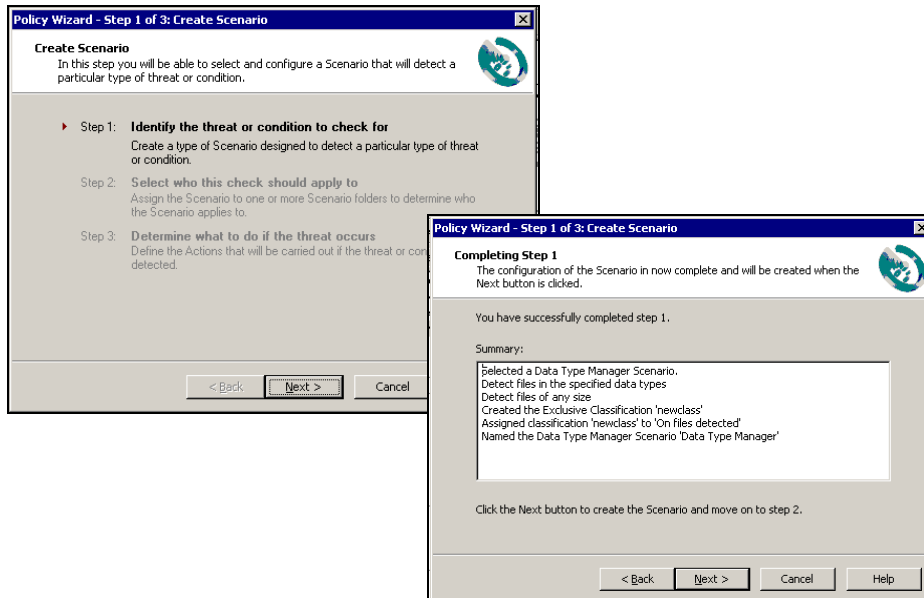 Policy Wizard - Step 1 of 3: Create Scenario
Create Scenario
In this step you will be able to select and configure a Scenario that will detect a
particular type of threat or condition.
Step 1: Identify the threat or condition to check for
Create a type of Scenario designed to detect a particular type of threat
or condition.
Step 2: Select who this check should apply to
Assign the Scenario to one or more Scenario folders to determine who
the Scenario applies to.
Step 3: Determine what to do if the threat occurs
Define the Actions that will be carried out if the threat or
detected.
< Back Next > Cancel
Policy Wizard - Step 1 of 3: Create Scenario
Completing Step 1
The configuration of the Scenario in now complete and will be created when the
Next button is clicked.
You have successfully completed step 1.
Summary:
Selected a Data Type Manager Scenario.
Detect files in the specified data types
Detect files of any size
Created the Exclusive Classification 'newclass'
Assigned classification 'newclass' to 'On files detected'
Named the Data Type Manager Scenario 'Data Type Manager'
Click the Next button to create the Scenario and move on to step 2.
< Back Next > Cancel Help